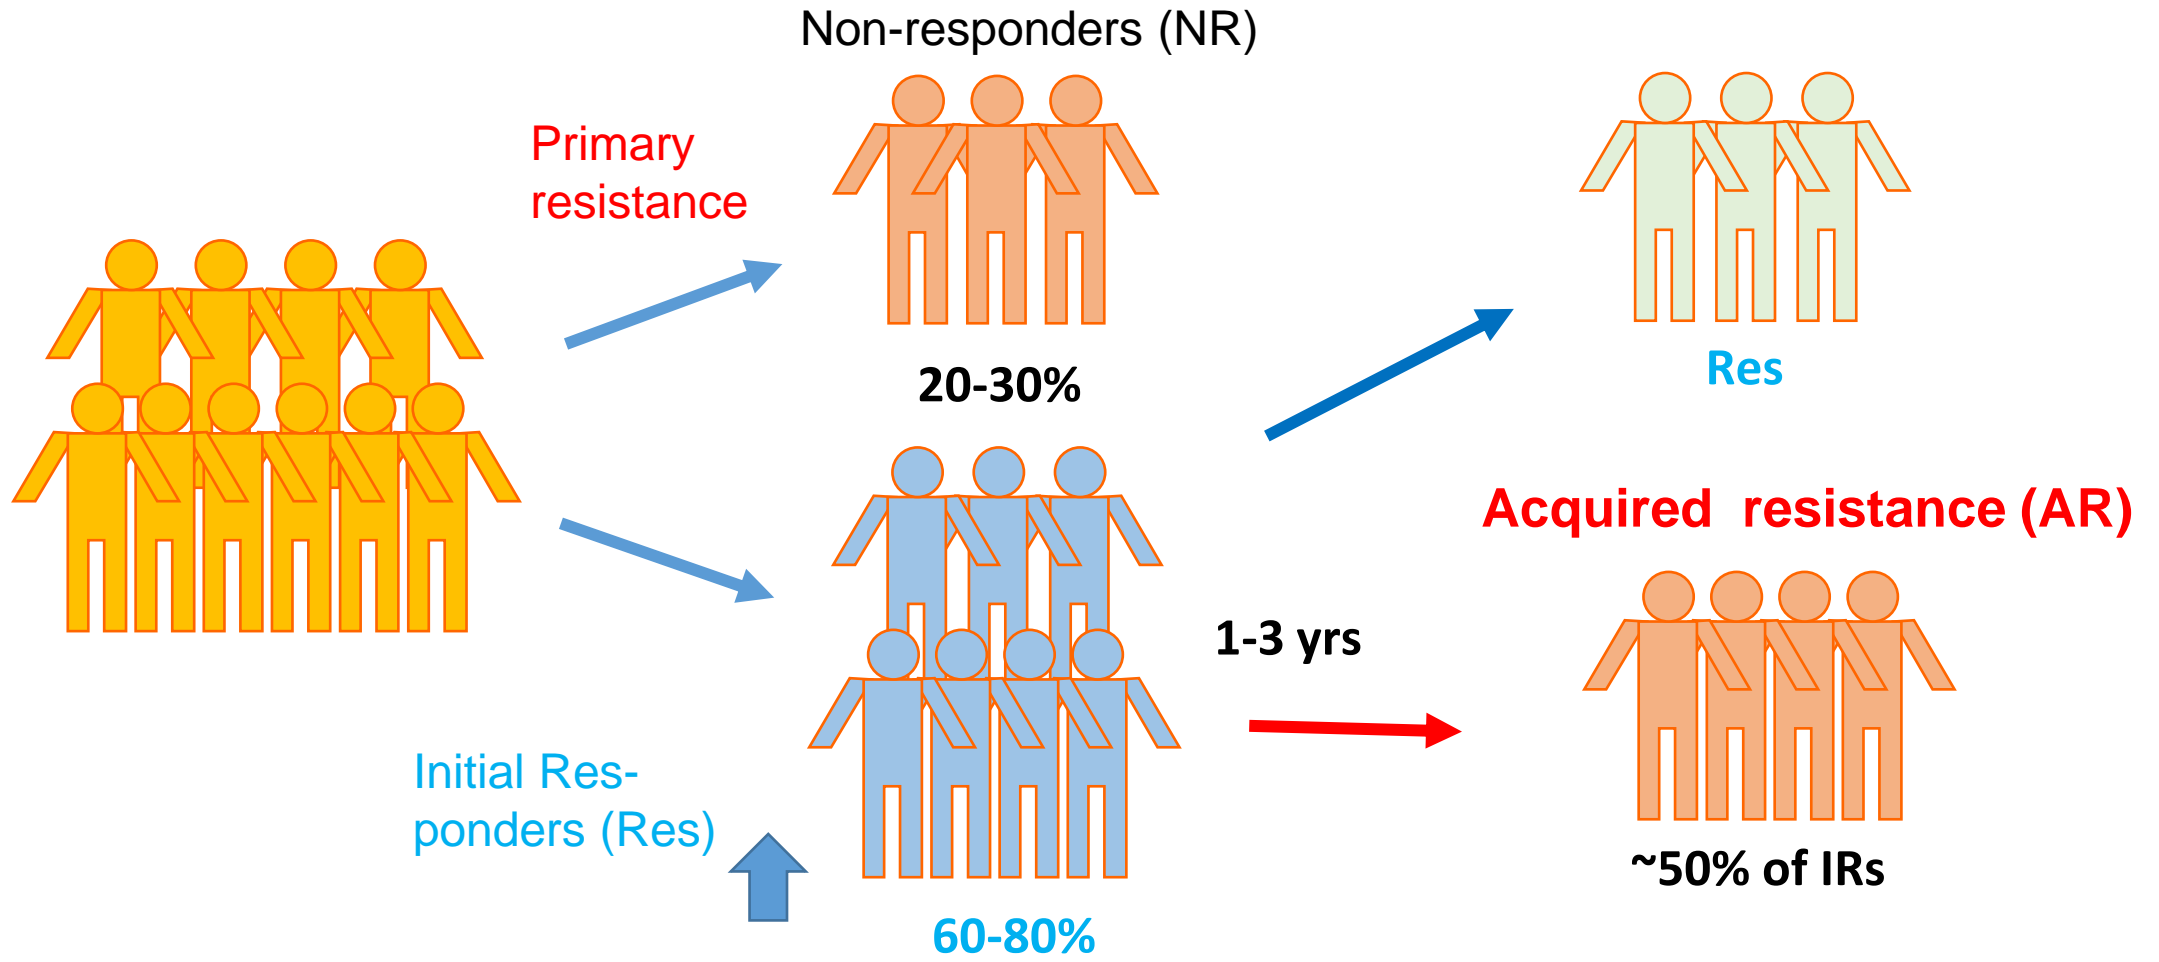 Non-responders (NR)
Primary
resistance
20-30%
Initial Res-
ponders (Res)
60-80%
1-3 yrs
Res
Acquired  resistance (AR)
~50% of IRs